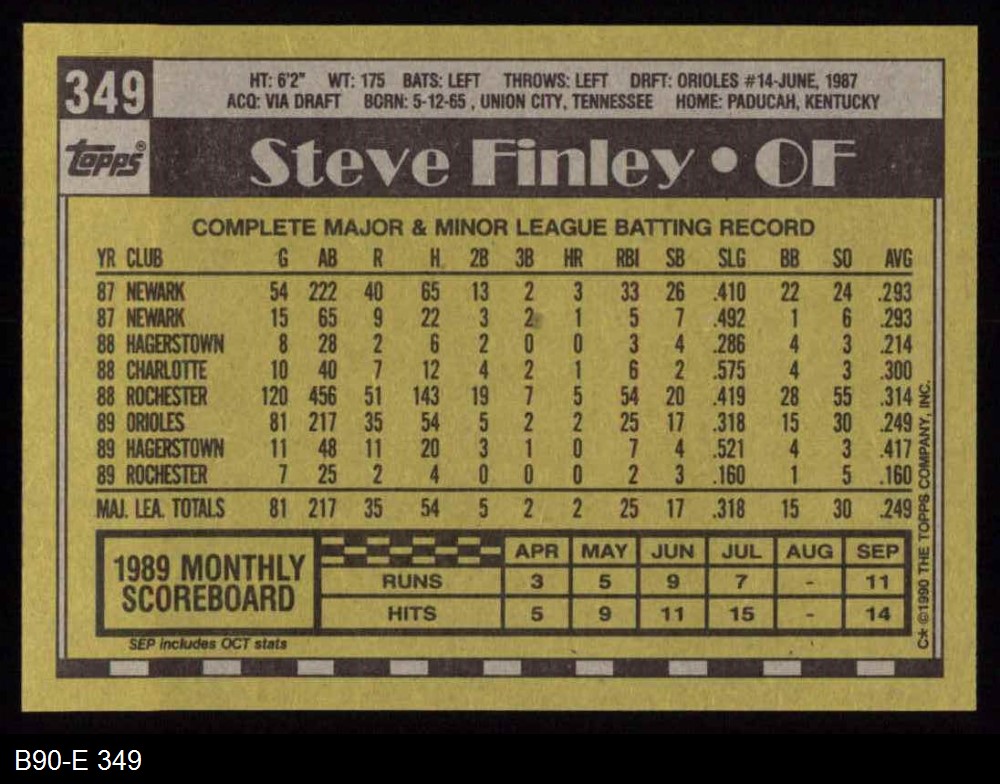 349
HT: 6'2" WT: 175 BATS: LEFT THROWS: LEFT DRFT: ORIOLES #14-JUNE, 1987
ACQ: VIA DRAFT BORN: 5-12-65, UNION CITY, TENNESSEE HOME: PADUCAH, KENTUCKY
Topps®
Steve Finley • OF
COMPLETE MAJOR & MINOR LEAGUE BATTING RECORD
YR CLUB G AB R H 2B 3B HR RBI SB SLG BB SO AVG
87 NEWARK 54 222 40 65 13 2 3 33 26 .410 22 24 .293
87 NEWARK 15 65 9 22 3 2 1 5 7 .492 1 6 .293
88 HAGERSTOWN 8 28 2 6 2 0 0 3 4 .286 4 3 .214
88 CHARLOTTE 10 40 7 12 4 2 1 6 2 .575 4 3 .300
88 ROCHESTER 120 456 51 143 19 7 5 54 20 .419 28 55 .314
89 ORIOLES 81 217 35 54 5 2 2 25 17 .318 15 30 .249
89 HAGERSTOWN 11 48 11 20 3 1 0 7 4 .521 4 3 .417
89 ROCHESTER 7 25 2 4 0 0 0 2 3 .160 1 5 .160
MAJ. LEA. TOTALS 81 217 35 54 5 2 2 25 17 .318 15 30 .249
1989 MONTHLY
SCOREBOARD
APR MAY JUN JUL AUG SEP
RUNS 3 5 9 7 - 11
HITS 5 9 11 15 - 14
SEP includes OCT stats
C* ©1990 THE TOPPS COMPANY, INC.
B90-E 349